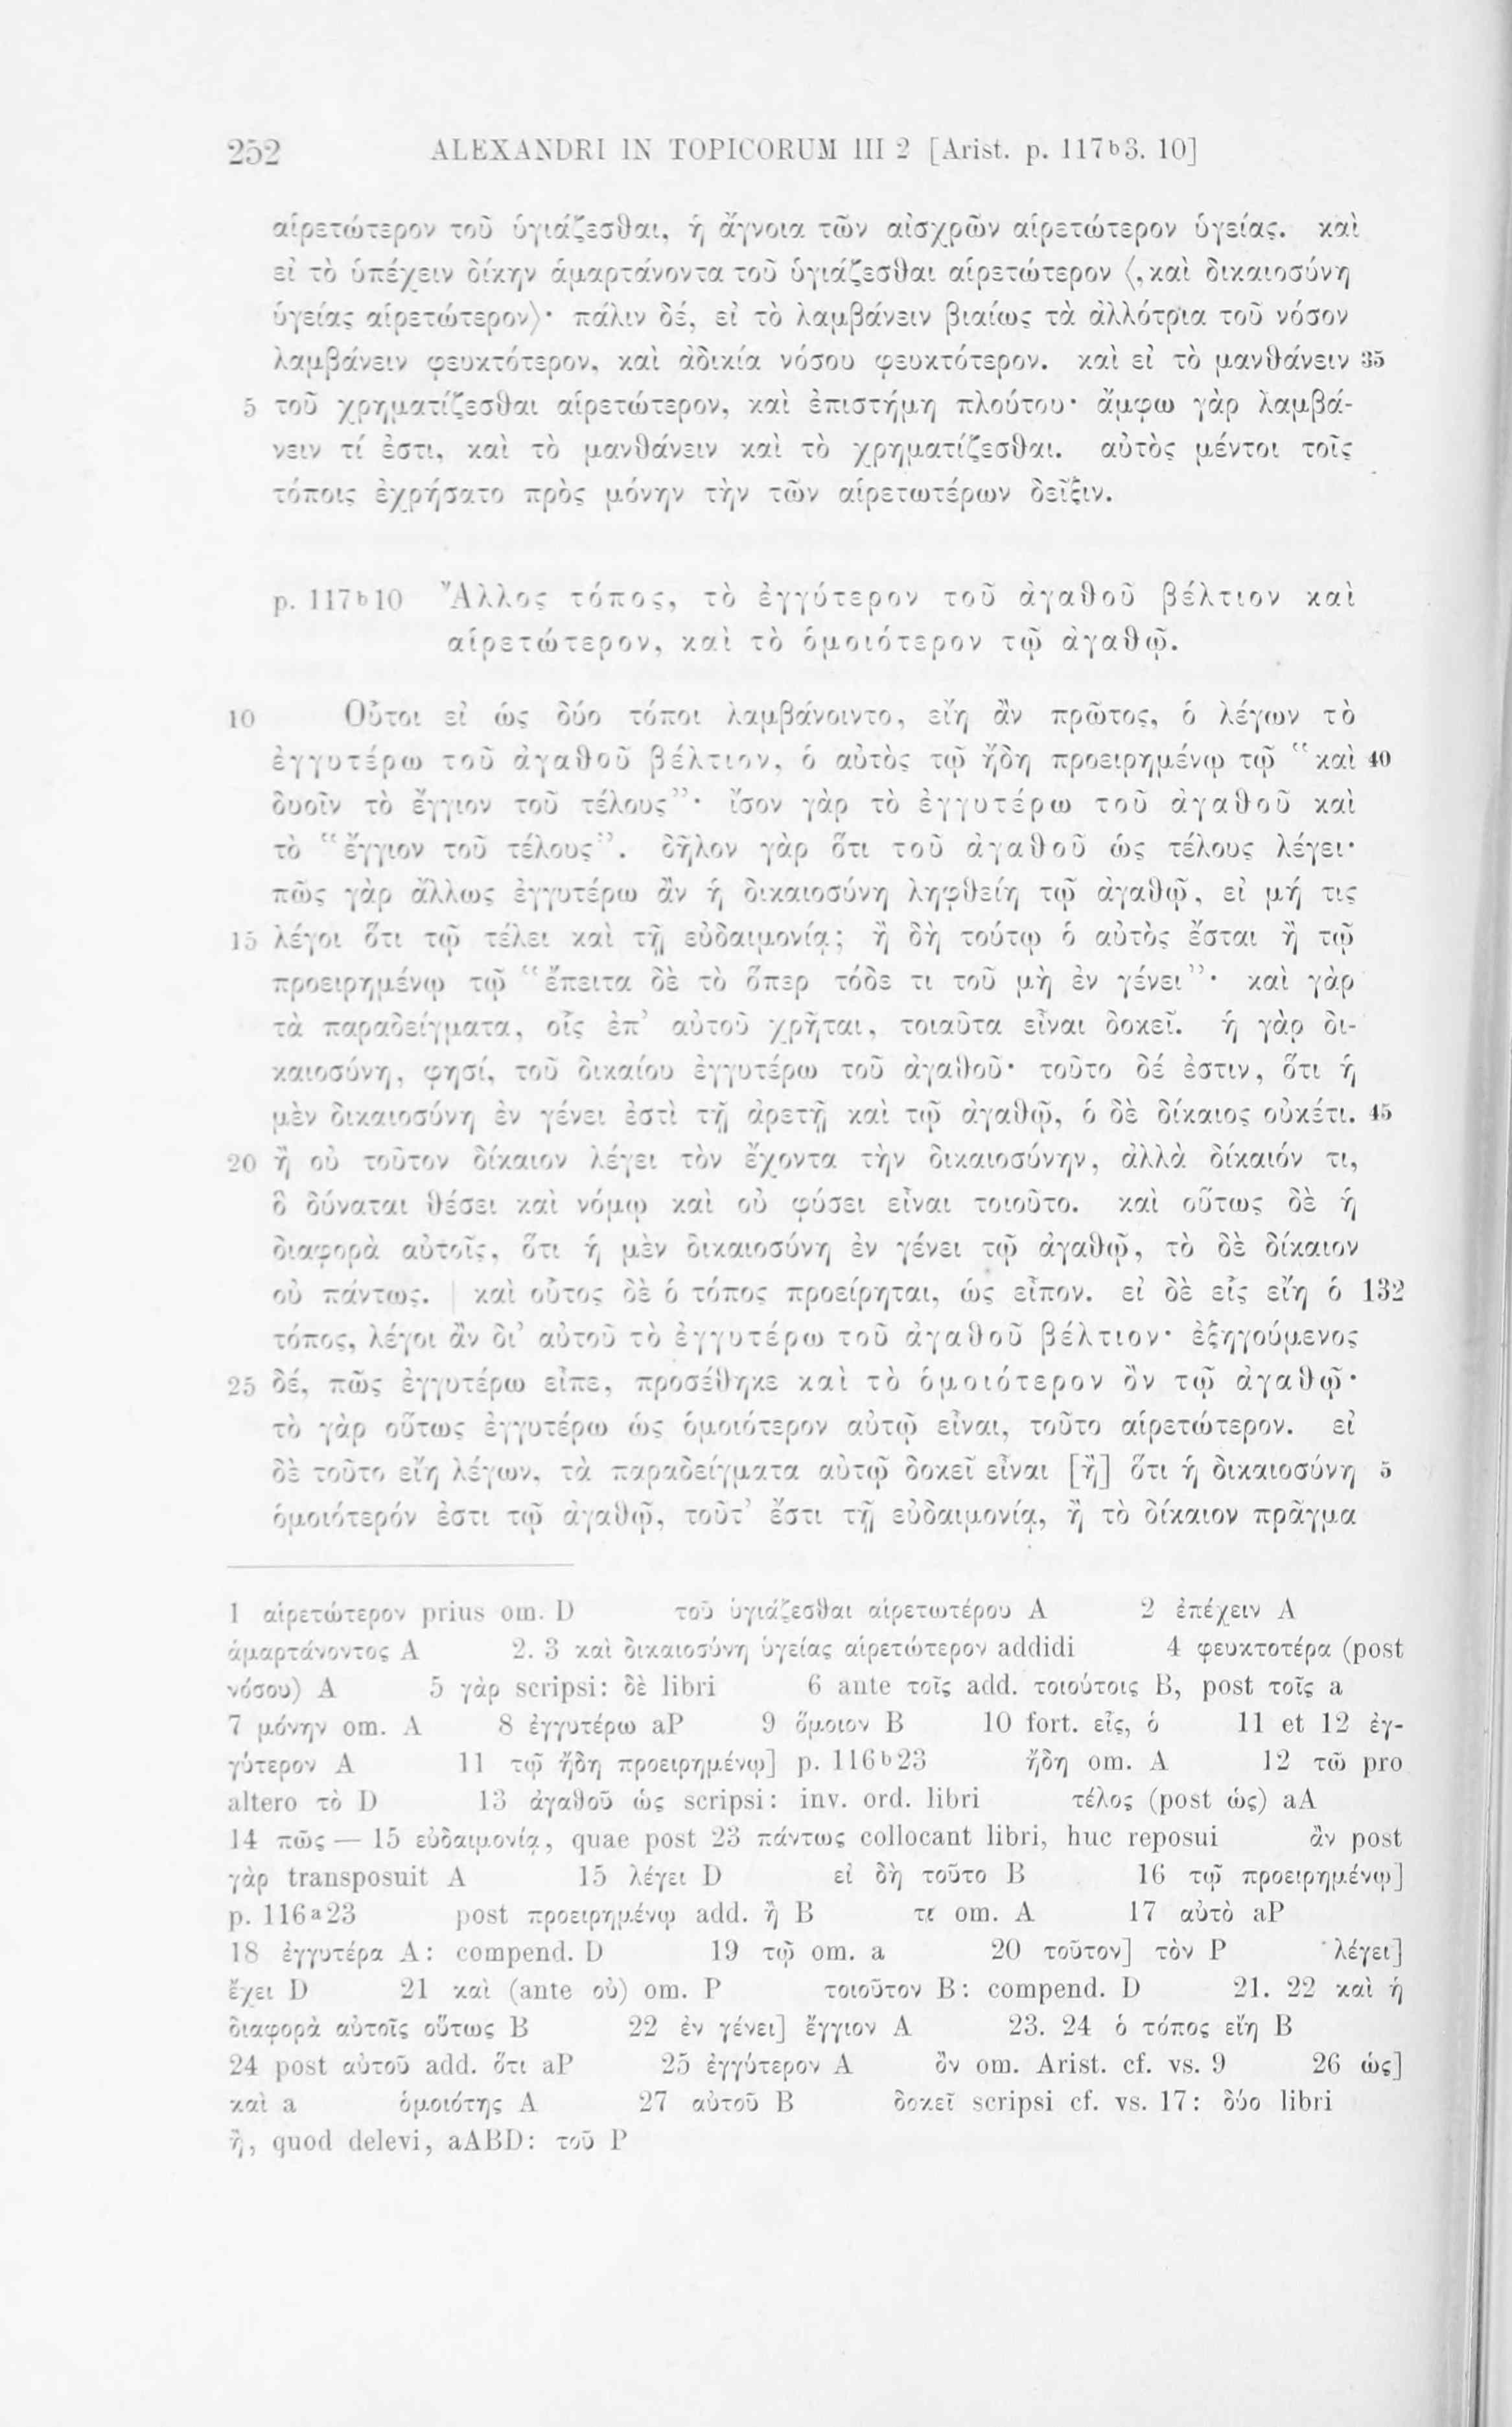 252 ALEXANDRI IN TOPICORUM III 2 [Arist. p. 117b3. 10]
αἱρετώτερον τοῦ ὑγιάζεσθαι, ἡ ἄγνοια τῶν αἰσχρῶν αἱρετώτερον ὑγείας. καὶ
εἰ τὸ ὑπέχειν δίκην ἁμαρτάνοντα τοῦ ὑγιάζεσθαι αἱρετώτερον ⟨, καὶ δικαιοσύνη
ὑγείας αἱρετώτερον⟩· πάλιν δέ, εἰ τὸ λαμβάνειν βιαίως τὰ ἀλλότρια τοῦ νόσον
λαμβάνειν φευκτότερον, καὶ ἀδικία νόσου φευκτότερον. καὶ εἰ τὸ μανθάνειν 35
5 τοῦ χρηματίζεσθαι αἱρετώτερον, καὶ ἐπιστήμη πλούτου· ἄμφω γὰρ λαμβά-
νειν τί ἐστι, καὶ τὸ μανθάνειν καὶ τὸ χρηματίζεσθαι. αὐτὸς μέντοι τοῖς
τόποις ἐχρήσατο πρὸς μόνην τὴν τῶν αἱρετωτέρων δεῖξιν.
p. 117b10 Ἄλλος τόπος, τὸ ἐγγύτερον τοῦ ἀγαθοῦ βέλτιον καὶ
αἱρετώτερον, καὶ τὸ ὁμοιότερον τῷ ἀγαθῷ.
10 Οὗτοι εἰ ὡς δύο τόποι λαμβάνοιντο, εἴη ἂν πρῶτος, ὁ λέγων τὸ
ἐγγυτέρω τοῦ ἀγαθοῦ βέλτιον, ὁ αὐτὸς τῷ ἤδη προειρημένῳ τῷ “καὶ 40
δυοῖν τὸ ἔγγιον τοῦ τέλους”· ἴσον γὰρ τὸ ἐγγυτέρω τοῦ ἀγαθοῦ καὶ
τὸ “ἔγγιον τοῦ τέλους”. δῆλον γὰρ ὅτι τοῦ ἀγαθοῦ ὡς τέλους λέγει·
πῶς γὰρ ἄλλως ἐγγυτέρω ἂν ἡ δικαιοσύνη ληφθείη τῷ ἀγαθῷ, εἰ μή τις
15 λέγοι ὅτι τῷ τέλει καὶ τῇ εὐδαιμονίᾳ; ἢ δὴ τούτῳ ὁ αὐτὸς ἔσται ἢ τῷ
προειρημένῳ τῷ “ἔπειτα δὲ τὸ ὅπερ τόδε τι τοῦ μὴ ἐν γένει”· καὶ γὰρ
τὰ παραδείγματα, οἷς ἐπ’ αὐτοῦ χρῆται, τοιαῦτα εἶναι δοκεῖ. ἡ γὰρ δι-
καιοσύνη, φησί, τοῦ δικαίου ἐγγυτέρω τοῦ ἀγαθοῦ· τοῦτο δέ ἐστιν, ὅτι ἡ
μὲν δικαιοσύνη ἐν γένει ἐστὶ τῇ ἀρετῇ καὶ τῷ ἀγαθῷ, ὁ δὲ δίκαιος οὐκέτι. 45
20 ἢ οὐ τοῦτον δίκαιον λέγει τὸν ἔχοντα τὴν δικαιοσύνην, ἀλλὰ δίκαιόν τι,
ὃ δύναται θέσει καὶ νόμῳ καὶ οὐ φύσει εἶναι τοιοῦτο. καὶ οὕτως δὲ ἡ
διαφορὰ αὐτοῖς, ὅτι ἡ μὲν δικαιοσύνη ἐν γένει τῷ ἀγαθῷ, τὸ δὲ δίκαιον
οὐ πάντως. | καὶ οὗτος δὲ ὁ τόπος προείρηται, ὡς εἶπον. εἰ δὲ εἷς εἴη ὁ 132
τόπος, λέγοι ἂν δι’ αὐτοῦ τὸ ἐγγυτέρω τοῦ ἀγαθοῦ βέλτιον· ἐξηγούμενος
25 δέ, πῶς ἐγγυτέρω εἶπε, προσέθηκε καὶ τὸ ὁμοιότερον ὂν τῷ ἀγαθῷ·
τὸ γὰρ οὕτως ἐγγυτέρω ὡς ὁμοιότερον αὐτῷ εἶναι, τοῦτο αἱρετώτερον. εἰ
δὲ τοῦτο εἴη λέγων, τὰ παραδείγματα αὐτῷ δοκεῖ εἶναι [ἢ] ὅτι ἡ δικαιοσύνη 5
ὁμοιότερόν ἐστι τῷ ἀγαθῷ, τοῦτ’ ἔστι τῇ εὐδαιμονίᾳ, ἢ τὸ δίκαιον πρᾶγμα
1 αἱρετώτερον prius om. D τοῦ ὑγιάζεσθαι αἱρετωτέρου A 2 ἐπέχειν A
ἁμαρτάνοντος A 2. 3 καὶ δικαιοσύνη ὑγείας αἱρετώτερον addidi 4 φευκτοτέρα (post
νόσου) A 5 γὰρ scripsi: δὲ libri 6 ante τοῖς add. τοιούτοις B, post τοῖς a
7 μόνην om. A 8 ἐγγυτέρω aP 9 ὅμοιον B 10 fort. εἷς, ὁ 11 et 12 ἐγ-
γύτερον A 11 τῷ ἤδη προειρημένῳ] p. 116b23 ἤδη om. A 12 τῶ pro
altero τὸ D 13 ἀγαθοῦ ὡς scripsi: inv. ord. libri τέλος (post ὡς) aA
14 πῶς — 15 εὐδαιμονίᾳ, quae post 23 πάντως collocant libri, huc reposui ἂν post
γὰρ transposuit A 15 λέγει D εἰ δὴ τοῦτο B 16 τῷ προειρημένῳ]
p. 116a23 post προειρημένῳ add. ἢ B τι om. A 17 αὐτὸ aP
18 ἐγγυτέρα A: compend. D 19 τῷ om. a 20 τοῦτον] τὸν P λέγει]
ἔχει D 21 καὶ (ante οὐ) om. P τοιοῦτον B: compend. D 21. 22 καὶ ἡ
διαφορὰ αὐτοῖς οὕτως B 22 ἐν γένει] ἔγγιον A 23. 24 ὁ τόπος εἴη B
24 post αὐτοῦ add. ὅτι aP 25 ἐγγύτερον A ὂν om. Arist. cf. vs. 9 26 ὡς]
καὶ a ὁμοιότης A 27 αὐτοῦ B δοκεῖ scripsi cf. vs. 17: δύο libri
ἢ, quod delevi, aABD: τοῦ P